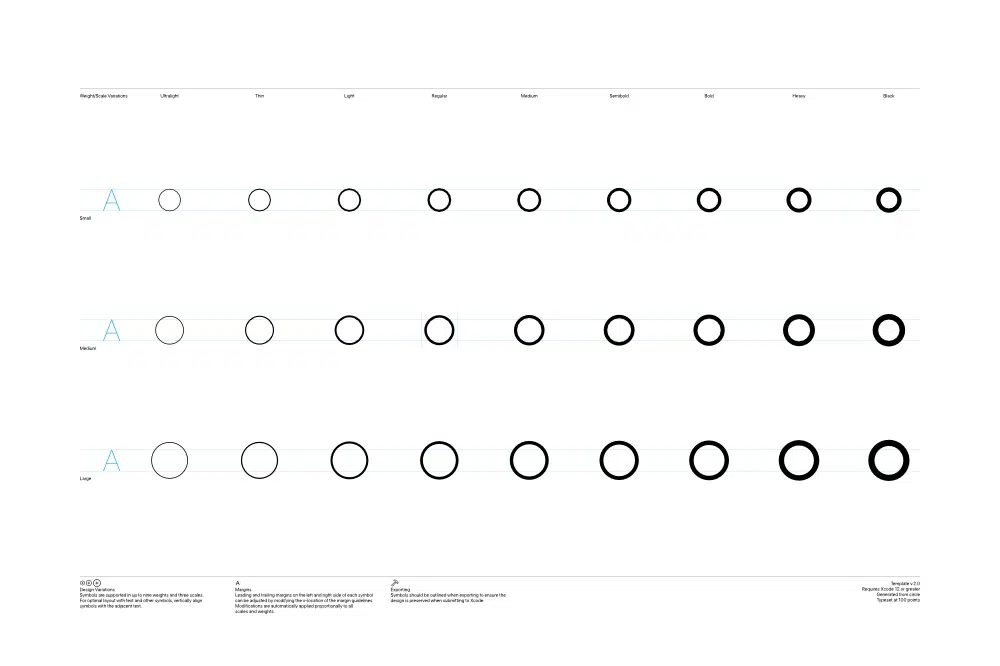 Weight/Scale Variations Ultralight Thin Light Regular Medium Semibold Bold Heavy Black
A
Small
A
Medium
A
Large
Design Variations
Symbols are supported in up to nine weights and three scales.
For optimal layout with text and other symbols, vertically align
symbols with the adjacent text.
A
Margins
Leading and trailing margins on the left and right side of each symbol
can be adjusted by modifying the x-location of the margin guidelines.
Modifications are automatically applied proportionally to all
scales and weights.
Exporting
Symbols should be outlined when exporting to ensure the
design is preserved when submitting to Xcode.
Template v.2.0
Requires Xcode 12 or greater
Generated from circle
Typeset at 100 points